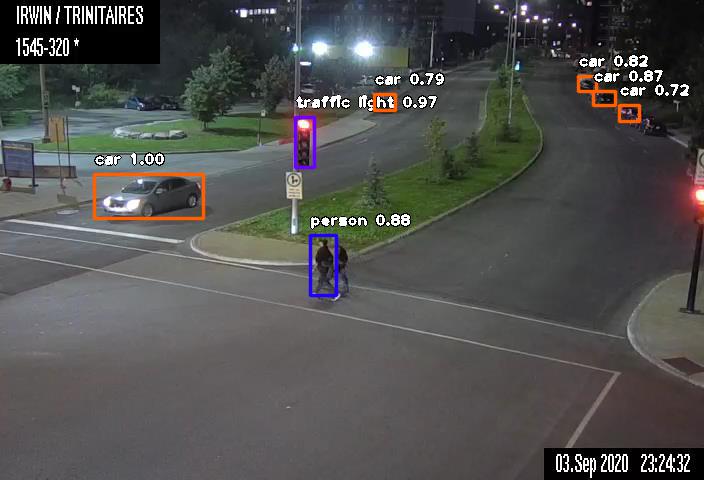 IRWIN / TRINITAIRES
1545-320 *
car 0.82
car 0.87
car 0.79
car 0.72
traffic light 0.97
car 1.00
person 0.88
03.Sep 2020 23:24:32